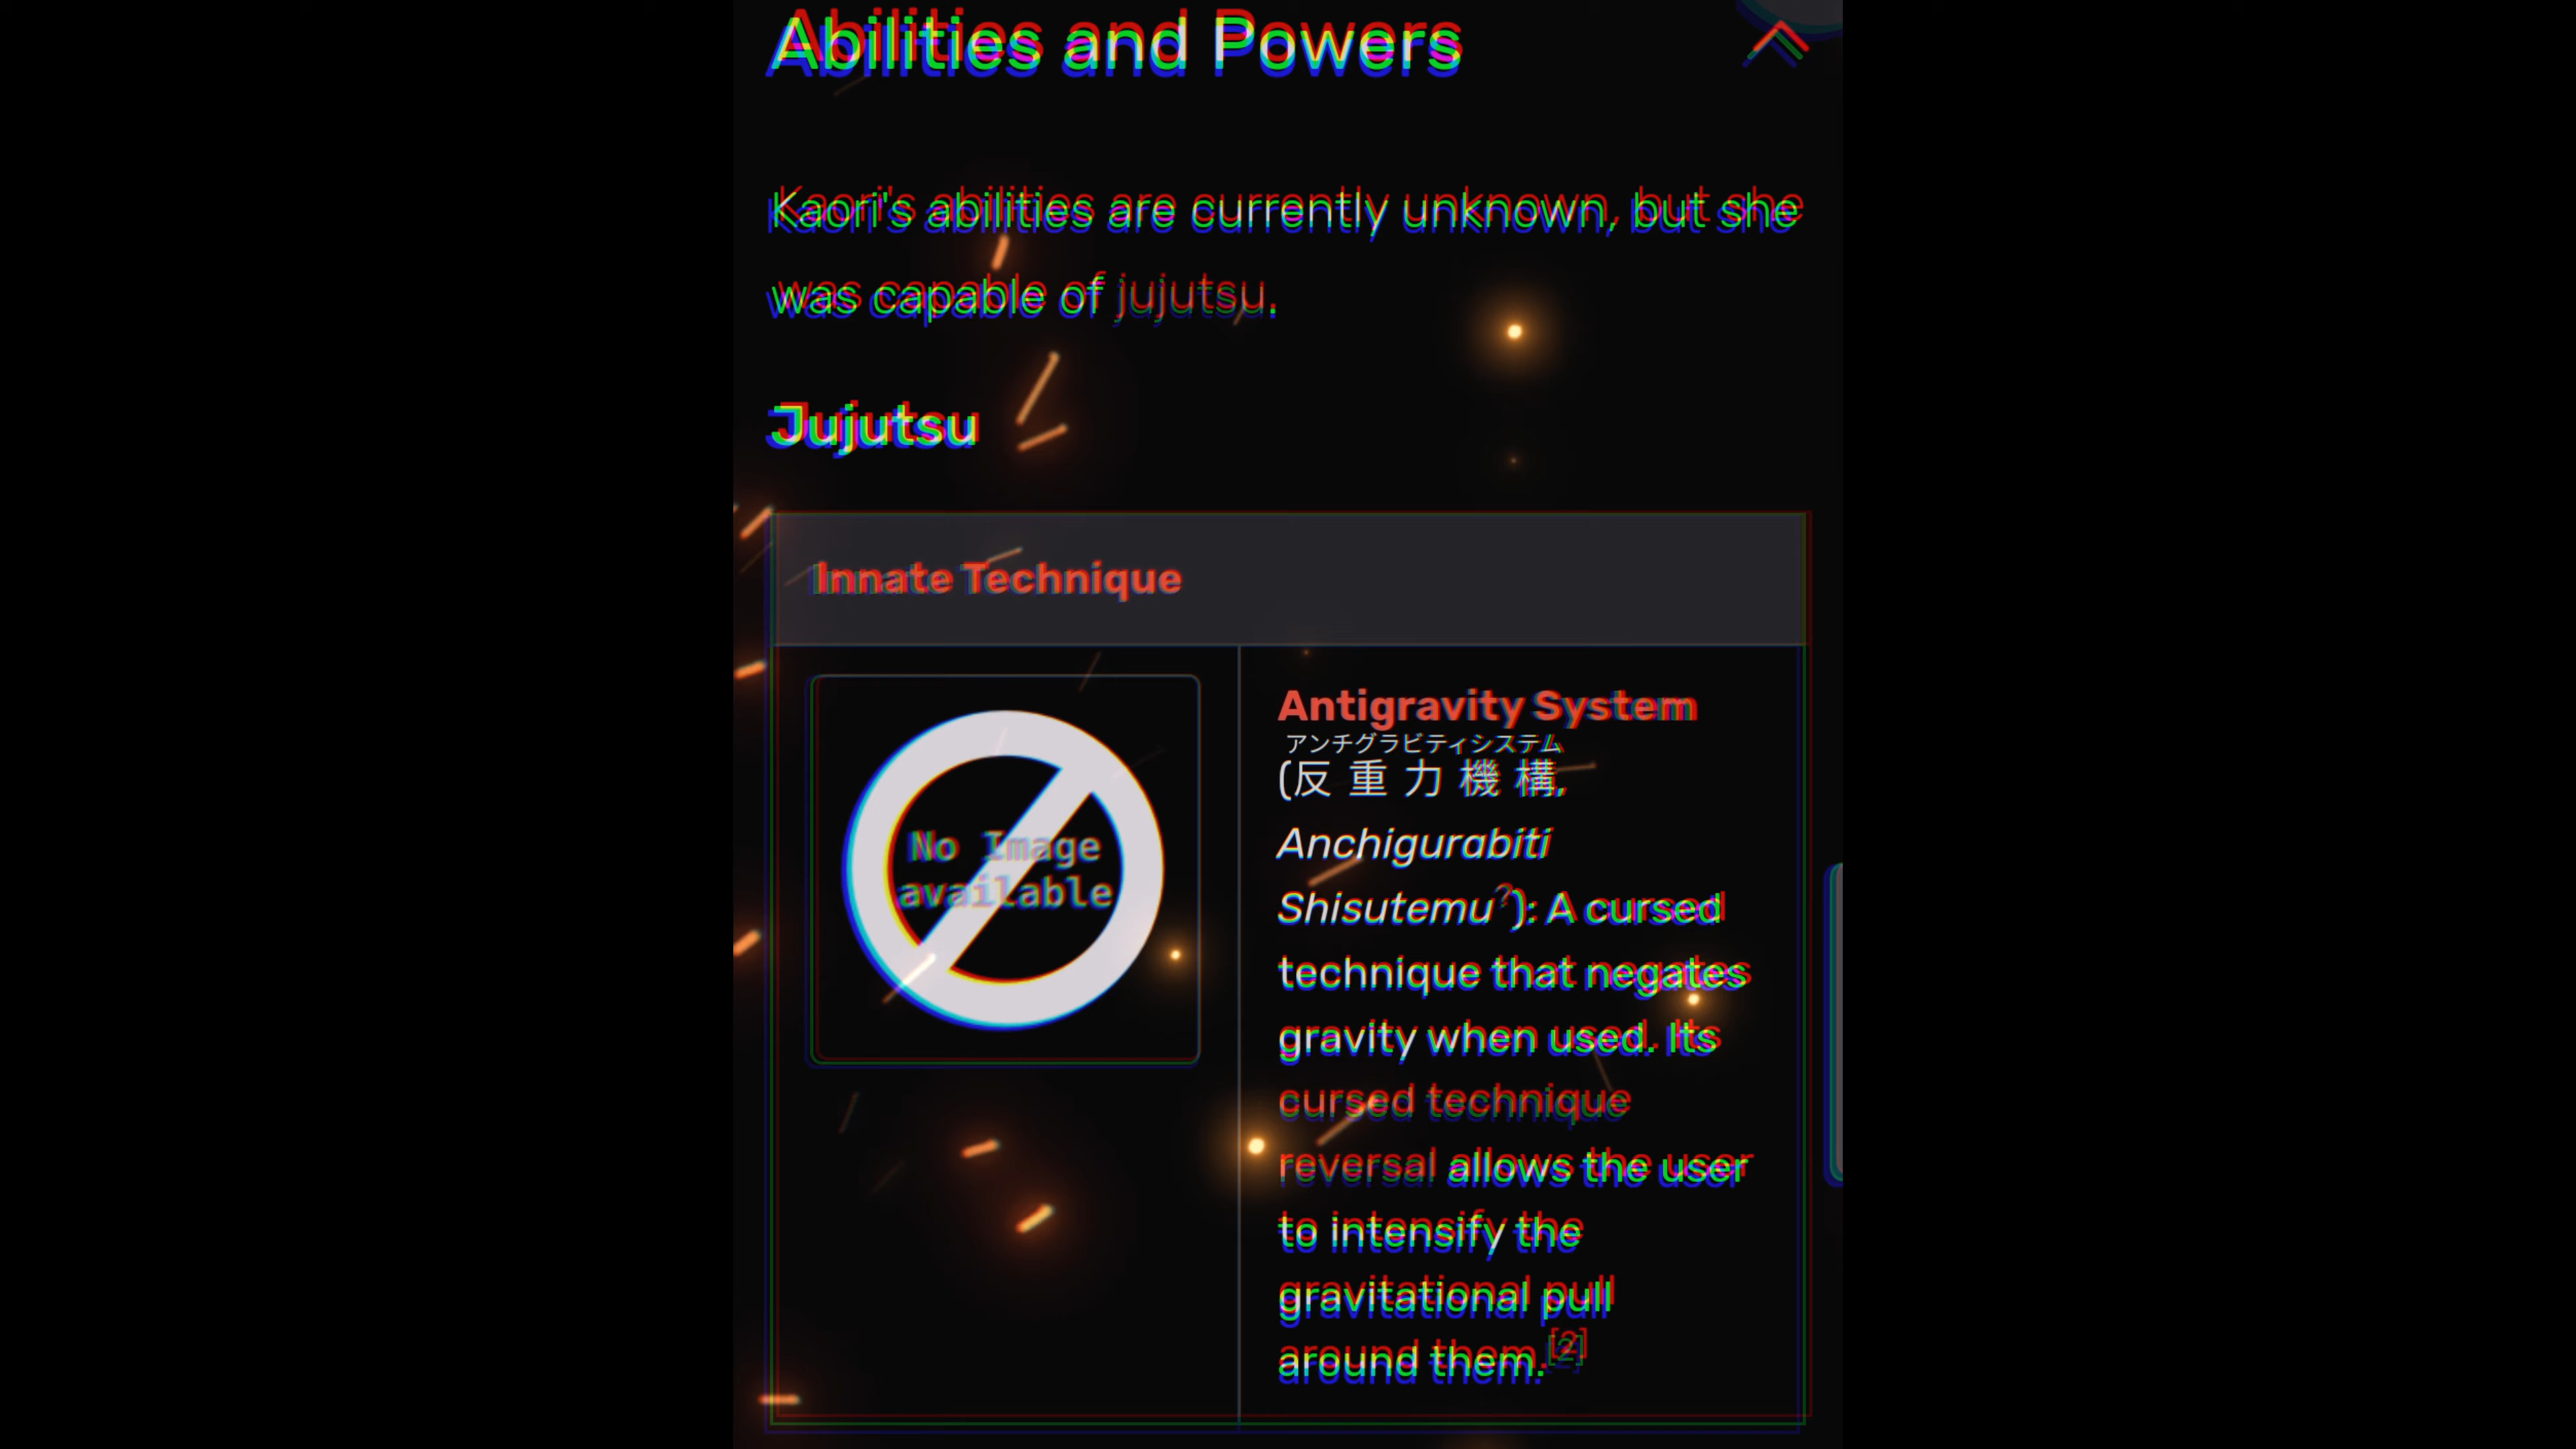 Abilities and Powers
Kaori's abilities are currently unknown, but she
was capable of jujutsu.
Jujutsu
Innate Technique
No Image
available
Antigravity System
アンチグラビティシステム
(反重力機構,
Anchigurabiti
Shisutemu?): A cursed
technique that negates
gravity when used. Its
cursed technique
reversal allows the user
to intensify the
gravitational pull
around them.[2]